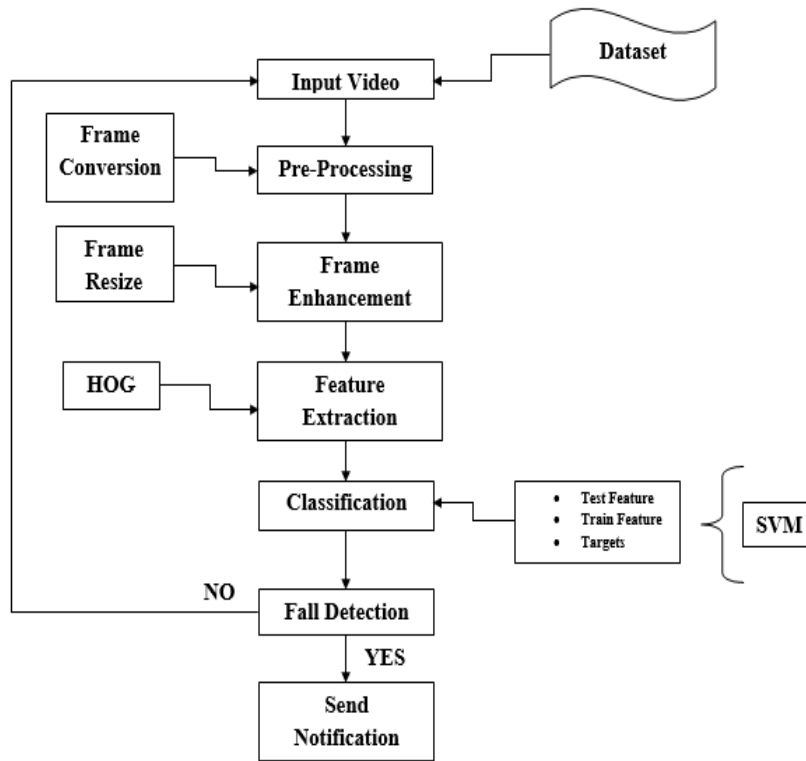 Dataset
Input Video
Frame
Conversion
Pre-Processing
Frame
Resize
Frame
Enhancement
HOG
Feature
Extraction
Classification
• Test Feature
• Train Feature
• Targets
SVM
NO
Fall Detection
YES
Send
Notification